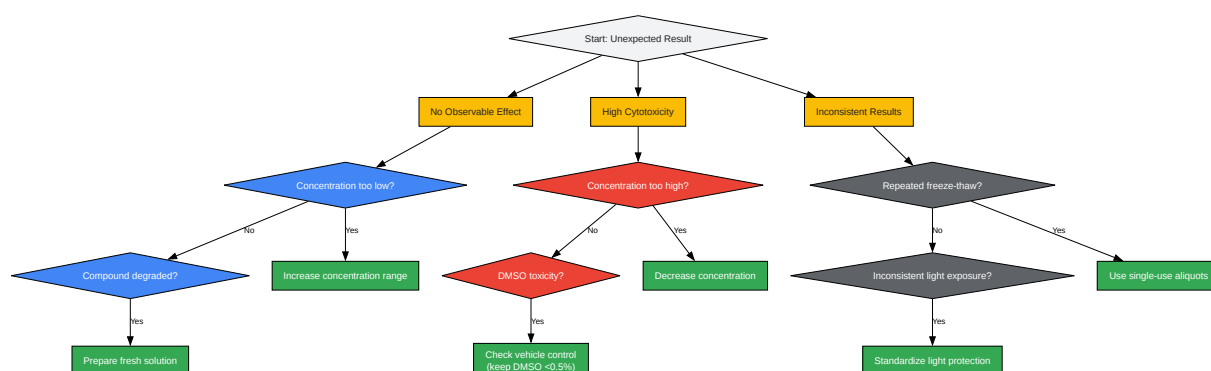 Start: Unexpected Result
No Observable Effect
High Cytotoxicity
Inconsistent Results
Concentration too low?
Concentration too high?
Repeated freeze-thaw?
No
Yes
No
Yes
No
Yes
Compound degraded?
Increase concentration range
DMSO toxicity?
Decrease concentration
Inconsistent light exposure?
Use single-use aliquots
Yes
Yes
Yes
Prepare fresh solution
Check vehicle control
(keep DMSO <0.5%)
Standardize light protection